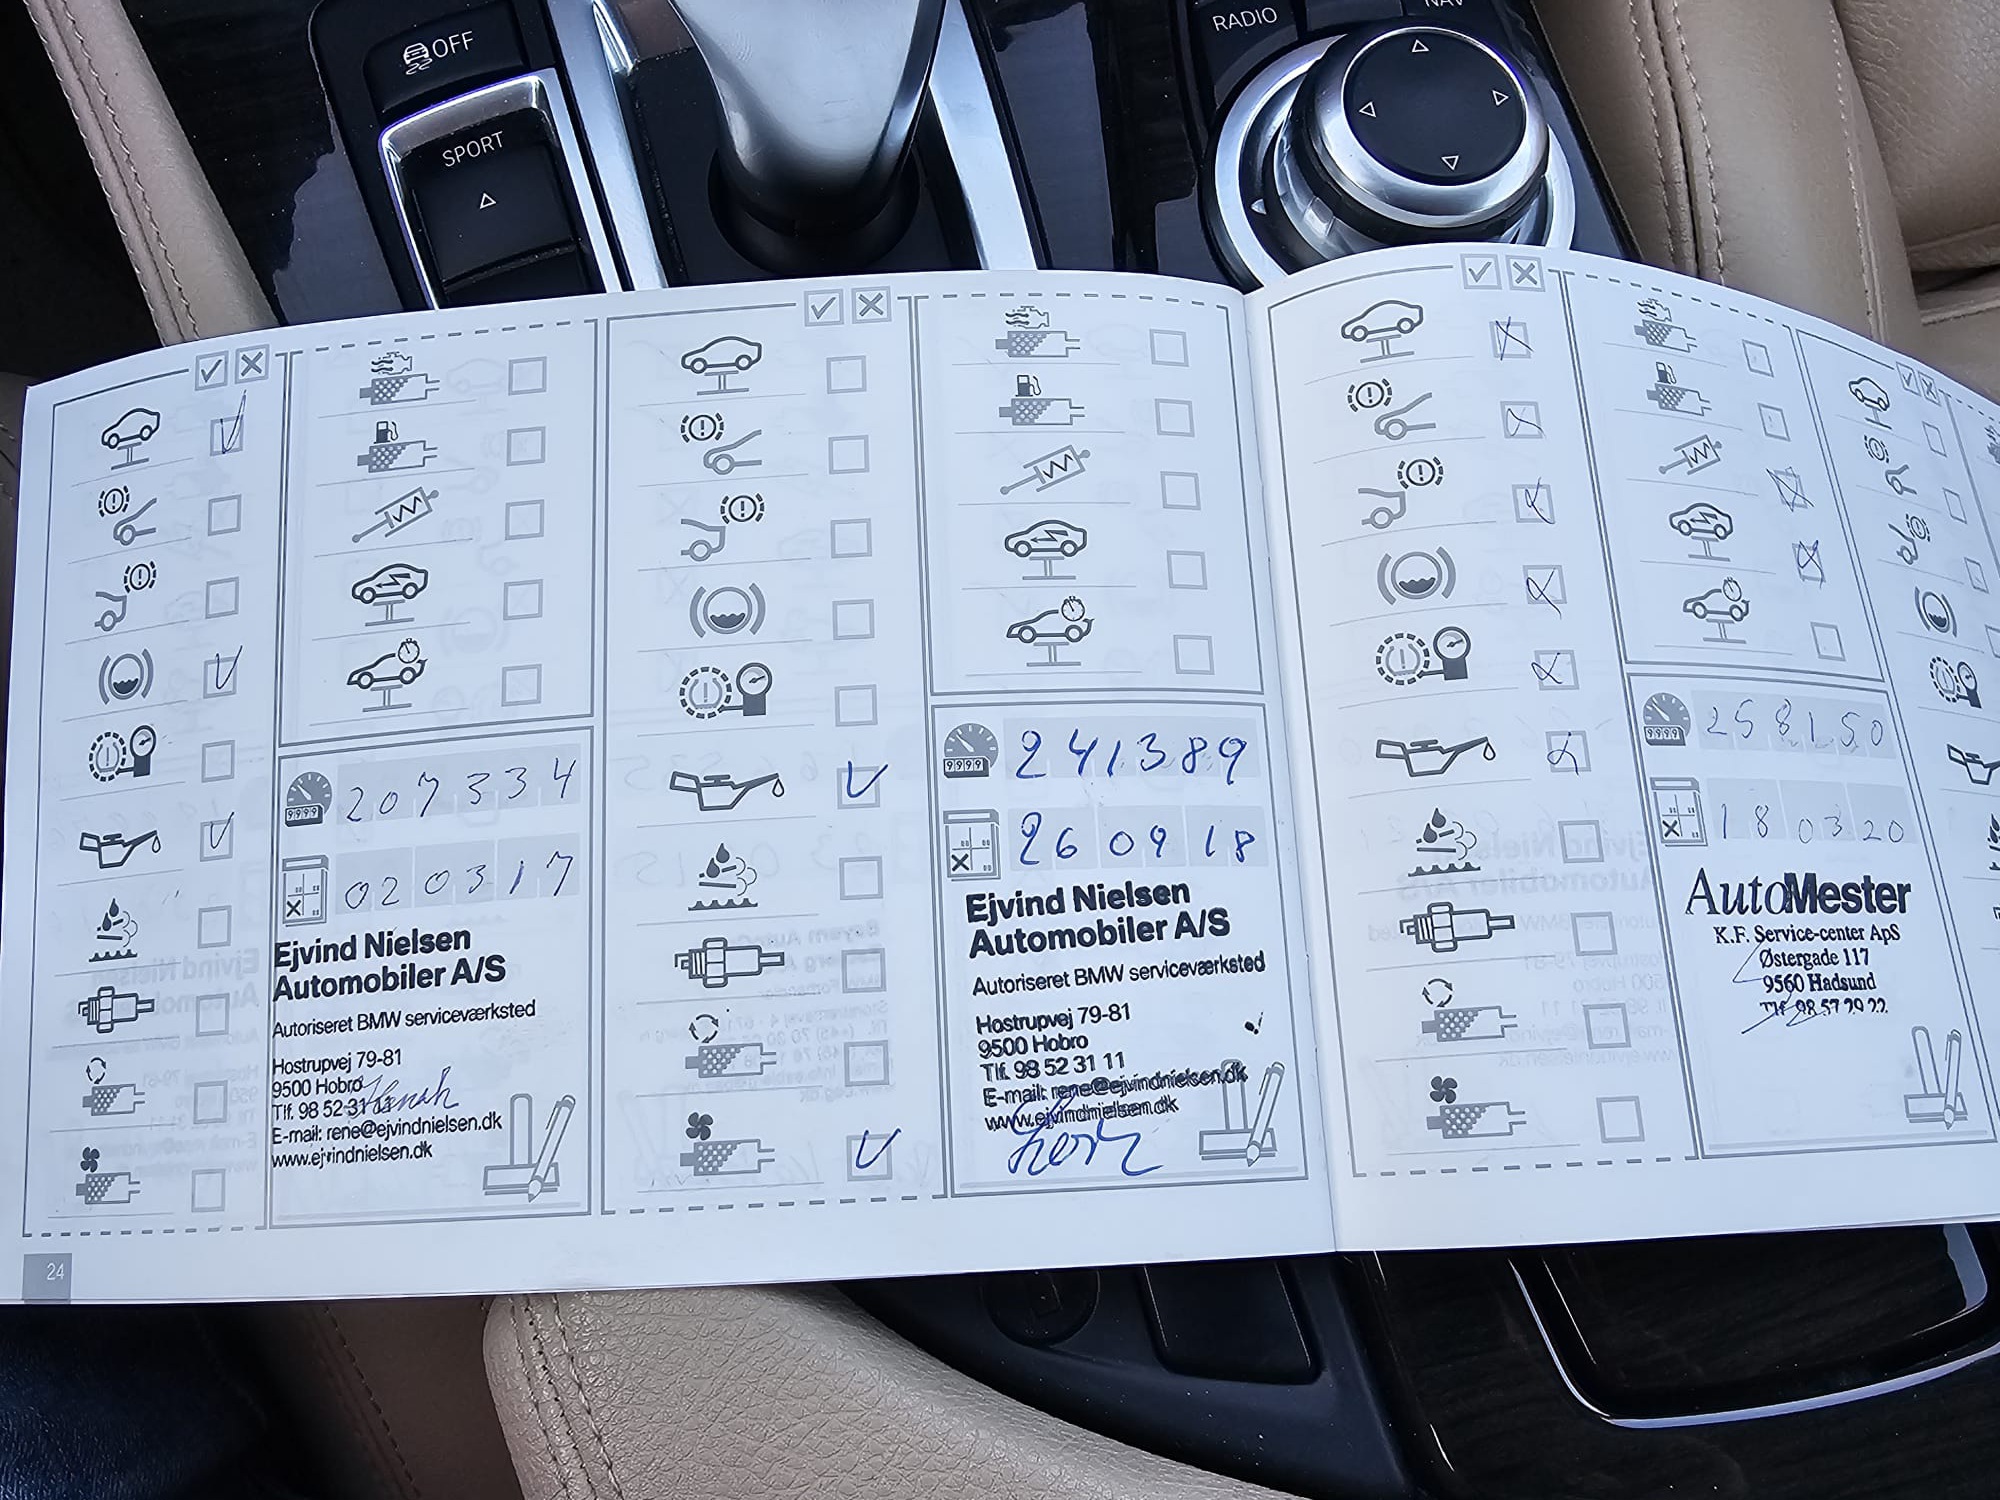 OFF
SPORT
RADIO
NAV
207334
020317
Ejvind Nielsen
Automobiler A/S
Autoriseret BMW serviceværksted
Hostrupvej 79-81
9500 Hobro
Tlf. 98 52 31 11
E-mail: rene@ejvindnielsen.dk
www.ejvindnielsen.dk
24
241389
260918
Ejvind Nielsen
Automobiler A/S
Autoriseret BMW serviceværksted
Hostrupvej 79-81
9500 Hobro
Tlf. 98 52 31 11
E-mail: rene@ejvindnielsen.dk
www.ejvindnielsen.dk
258150
180320
AutoMester
K.F. Service-center ApS
Østergade 117
9560 Hadsund
Tlf. 98 57 29 22